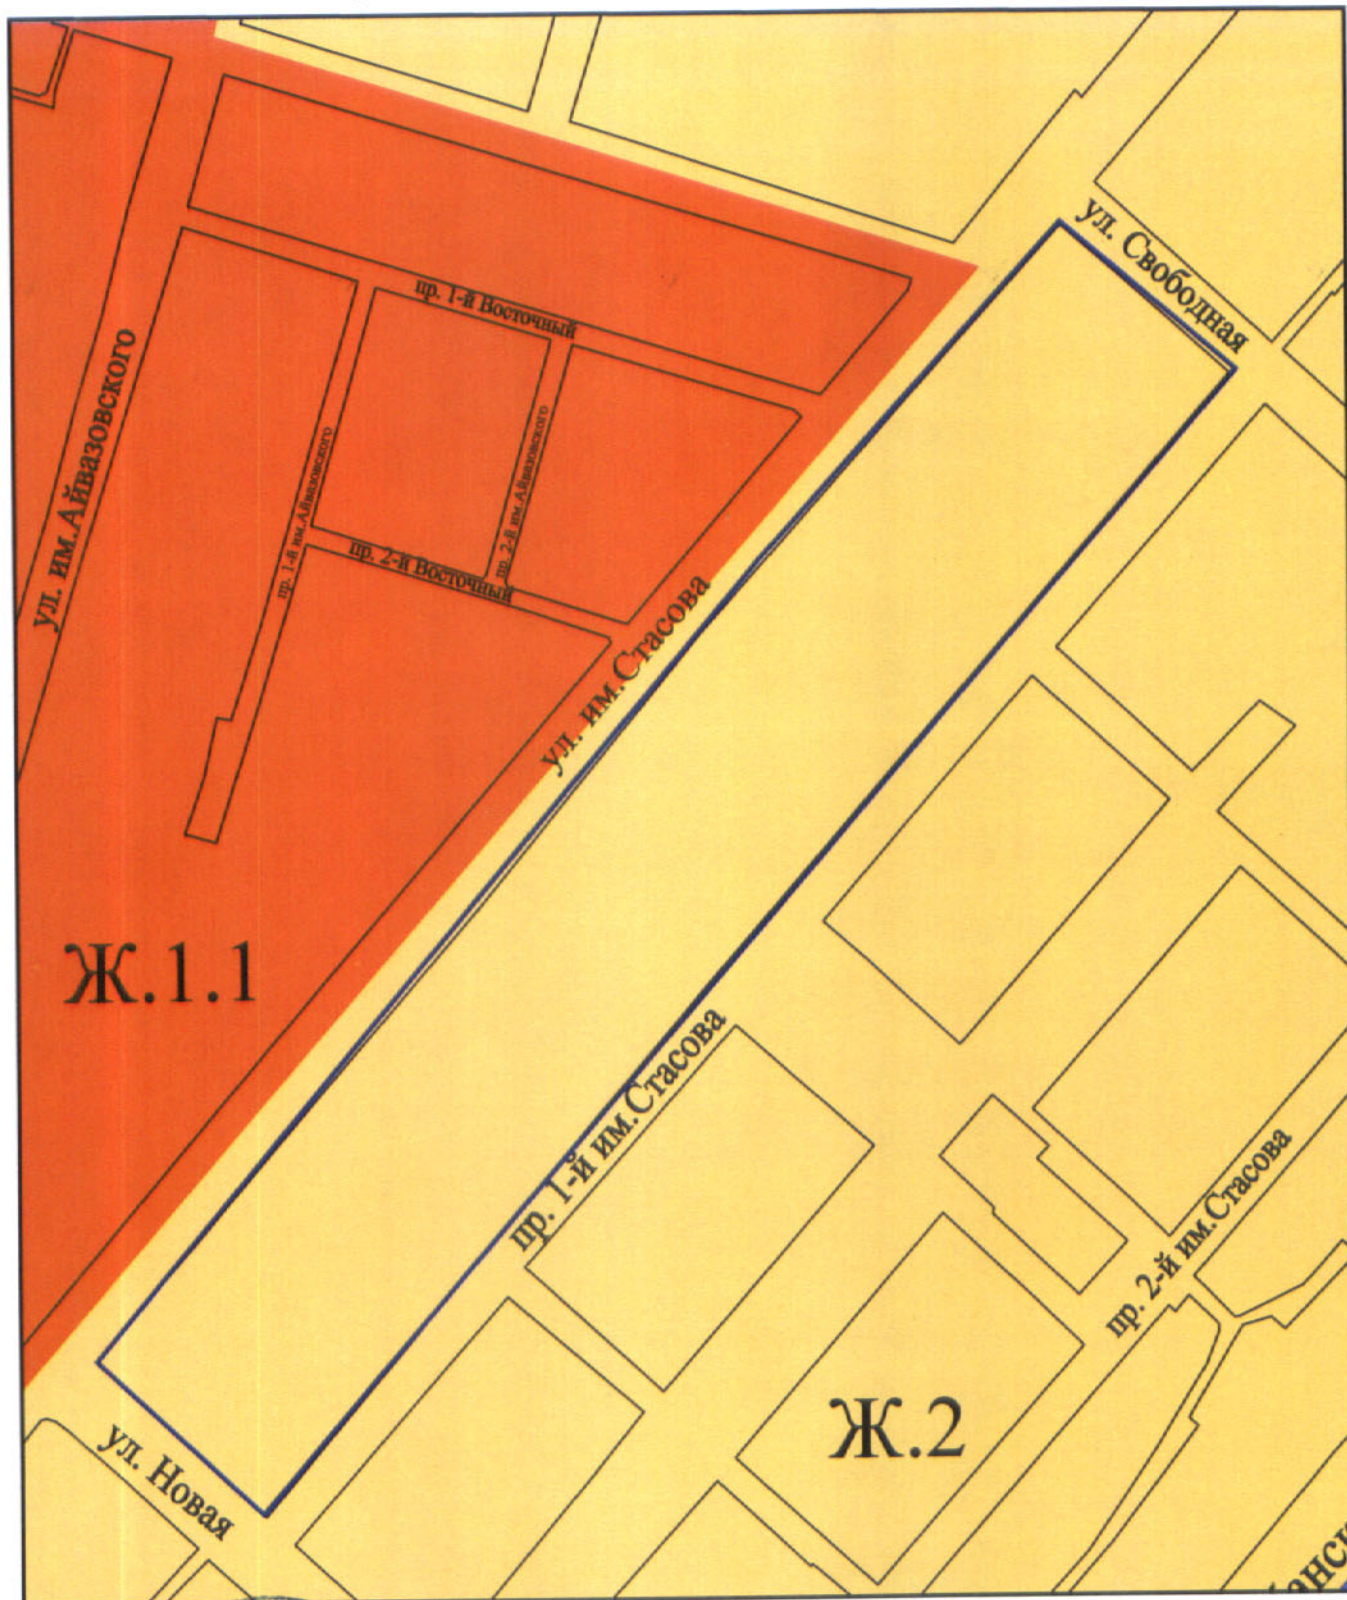 ул. Свободная
пр. 1-й Восточный
ул. им.Айвазовского
пр. 1-й им.Айвазовского
пр. 2-й им.Айвазовского
пр. 2-й Восточный
ул. им.Стасова
Ж.1.1
пр. 1-й им.Стасова
пр. 2-й им.Стасова
Ж.2
ул. Новая